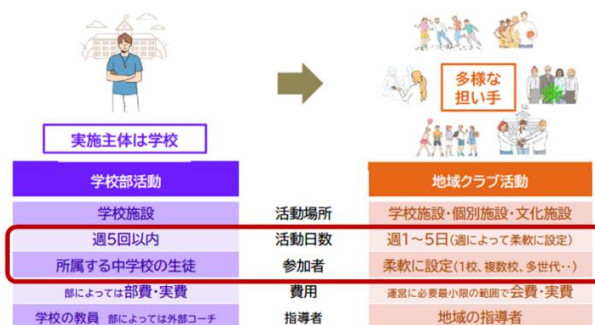 多様な
担い手
実施主体は学校
学校部活動
地域クラブ活動
学校施設 活動場所 学校施設・個別施設・文化施設
週5回以内 活動日数 週1～5日(週によって柔軟に設定)
所属する中学校の生徒 参加者 柔軟に設定(1校、複数校、多世代・・)
部によっては部費・実費 費用 運営に必要最小限の範囲で会費・実費
学校の教員 部によっては外部コーチ 指導者 地域の指導者